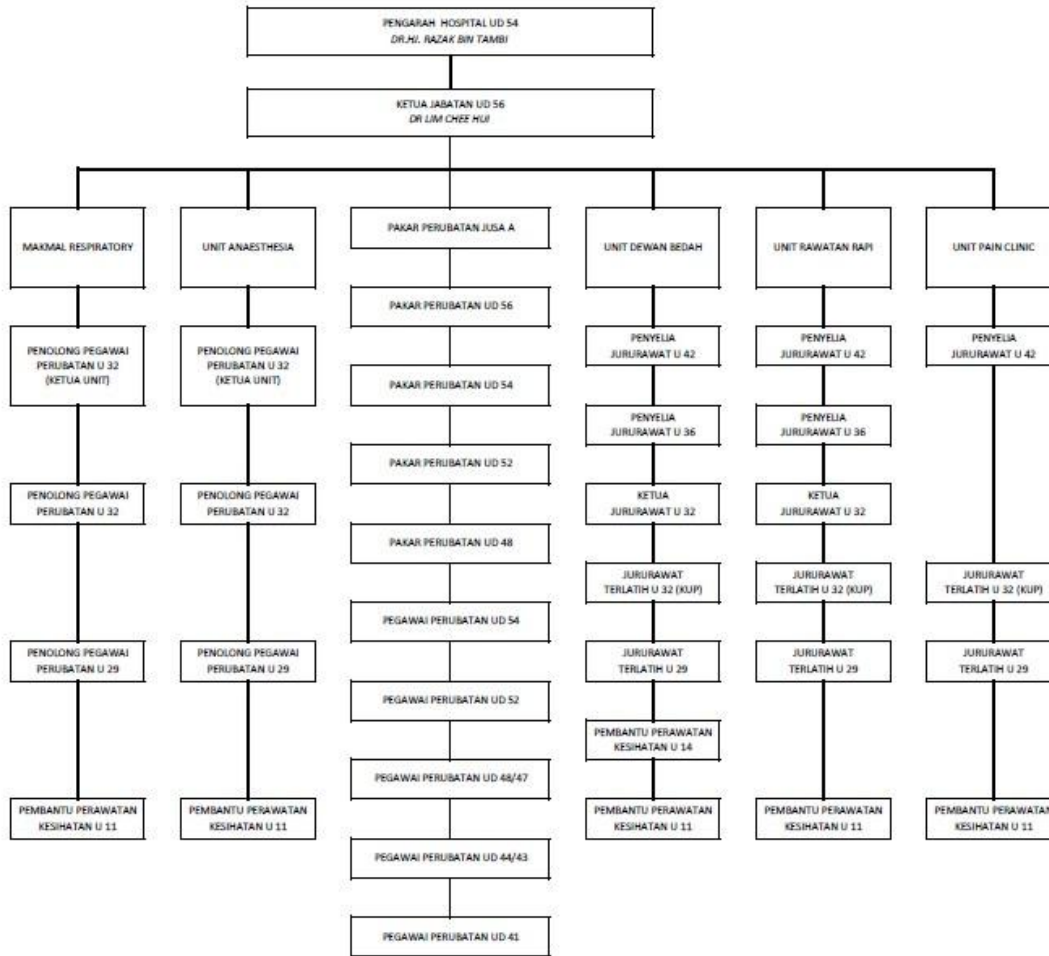 PENGARAH HOSPITAL UD 54
DR.HJ. RAZAK BIN TAMBI
KETUA JABATAN UD 56
DR LIM CHEE HUI
MAKMAL RESPIRATORY
UNIT ANAESTHESIA
PAKAR PERUBATAN JUSA A
UNIT DEWAN BEDAH
UNIT RAWATAN RAPI
UNIT PAIN CLINIC
PENOLONG PEGAWAI
PERUBATAN U 32
(KETUA UNIT)
PENOLONG PEGAWAI
PERUBATAN U 32
PENOLONG PEGAWAI
PERUBATAN U 29
PEMBANTU PERAWATAN
KESIHATAN U 11
PENOLONG PEGAWAI
PERUBATAN U 32
(KETUA UNIT)
PENOLONG PEGAWAI
PERUBATAN U 32
PENOLONG PEGAWAI
PERUBATAN U 29
PEMBANTU PERAWATAN
KESIHATAN U 11
PAKAR PERUBATAN UD 56
PAKAR PERUBATAN UD 54
PAKAR PERUBATAN UD 52
PAKAR PERUBATAN UD 48
PEGAWAI PERUBATAN UD 54
PEGAWAI PERUBATAN UD 52
PEGAWAI PERUBATAN UD 48/47
PEGAWAI PERUBATAN UD 44/43
PEGAWAI PERUBATAN UD 41
PENYELIA
JURURAWAT U 42
PENYELIA
JURURAWAT U 36
KETUA
JURURAWAT U 32
JURURAWAT
TERLATIH U 32 (KUP)
JURURAWAT
TERLATIH U 29
PEMBANTU PERAWATAN
KESIHATAN U 14
PEMBANTU PERAWATAN
KESIHATAN U 11
PENYELIA
JURURAWAT U 42
PENYELIA
JURURAWAT U 36
KETUA
JURURAWAT U 32
JURURAWAT
TERLATIH U 32 (KUP)
JURURAWAT
TERLATIH U 29
PEMBANTU PERAWATAN
KESIHATAN U 11
PENYELIA
JURURAWAT U 42
JURURAWAT
TERLATIH U 32 (KUP)
JURURAWAT
TERLATIH U 29
PEMBANTU PERAWATAN
KESIHATAN U 11